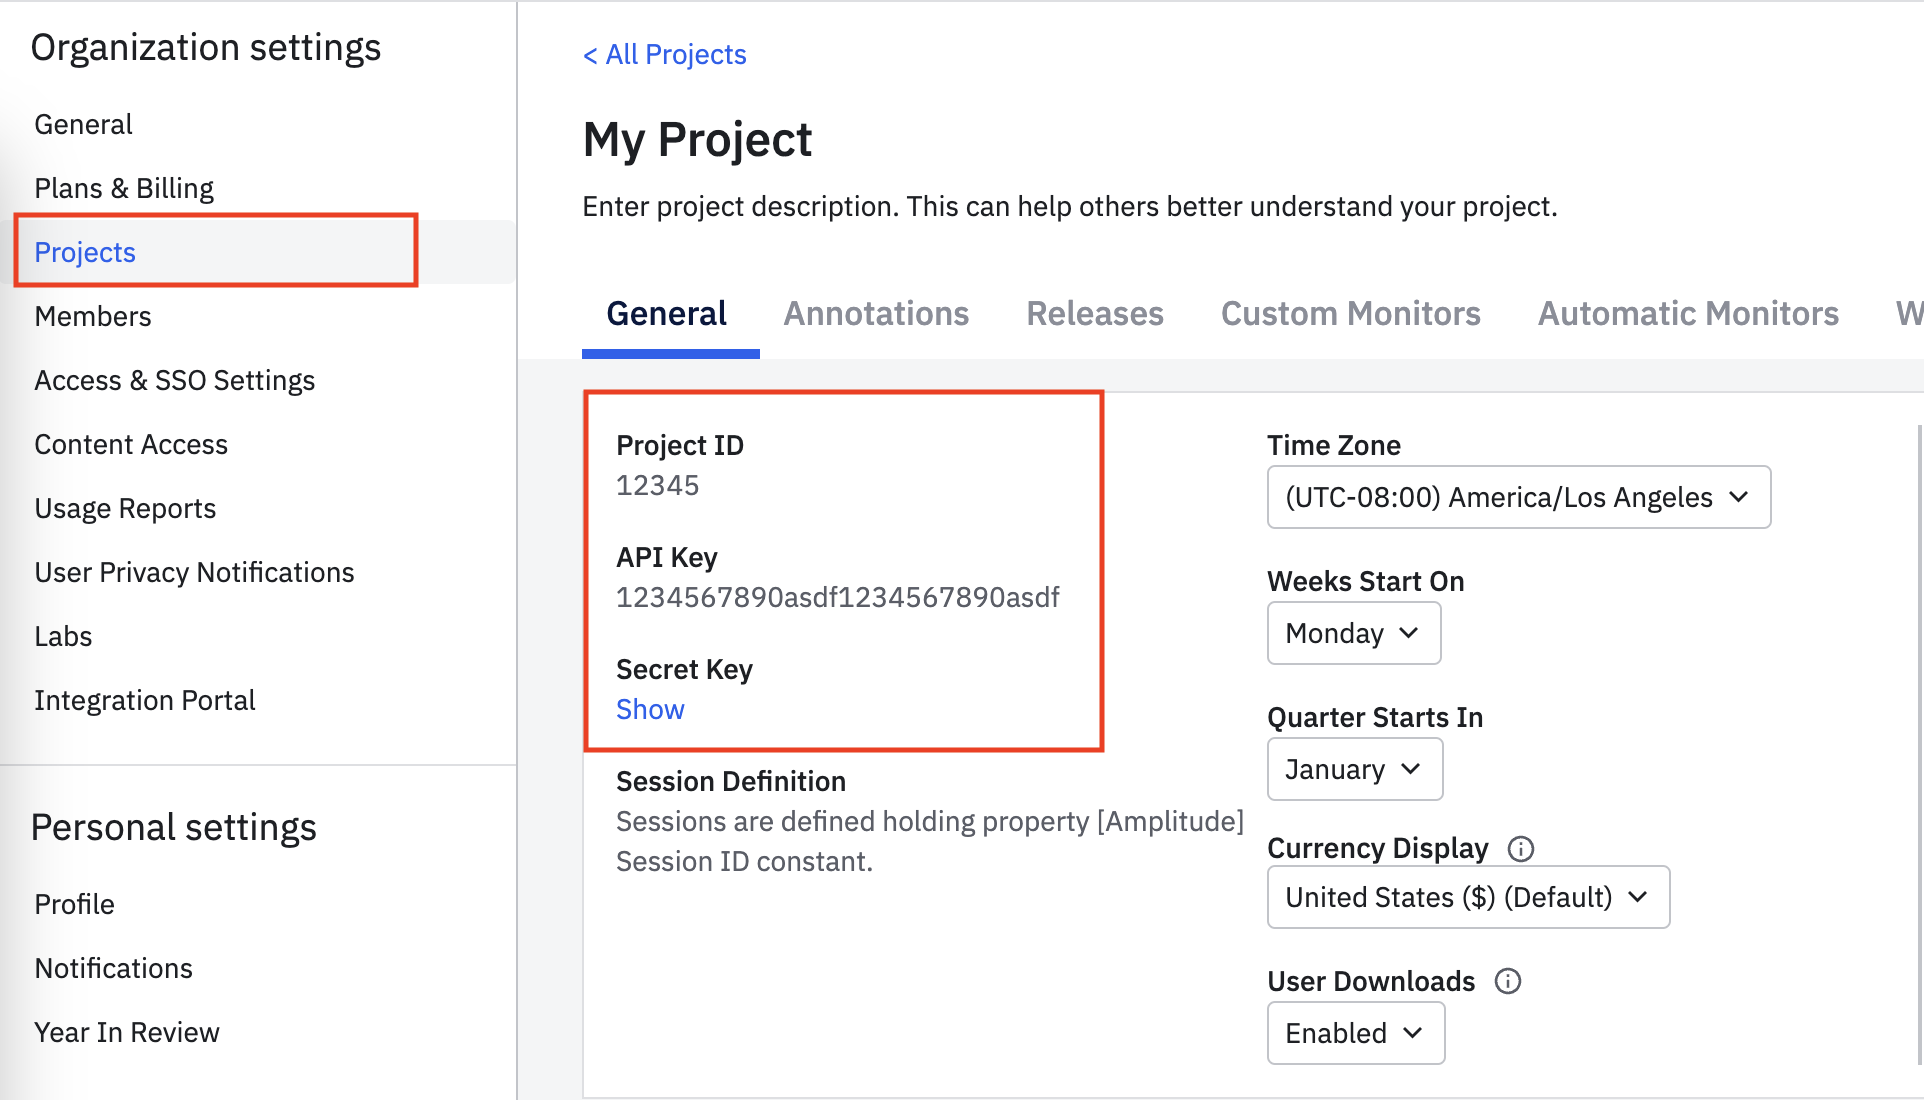 Organization settings
General
Plans & Billing
Projects
Members
Access & SSO Settings
Content Access
Usage Reports
User Privacy Notifications
Labs
Integration Portal
Personal settings
Profile
Notifications
Year In Review
< All Projects
My Project
Enter project description. This can help others better understand your project.
General Annotations Releases Custom Monitors Automatic Monitors
Project ID
12345
API Key
1234567890asdf1234567890asdf
Secret Key
Show
Session Definition
Sessions are defined holding property [Amplitude]
Session ID constant.
Time Zone
(UTC-08:00) America/Los Angeles
Weeks Start On
Monday
Quarter Starts In
January
Currency Display
United States ($) (Default)
User Downloads
Enabled